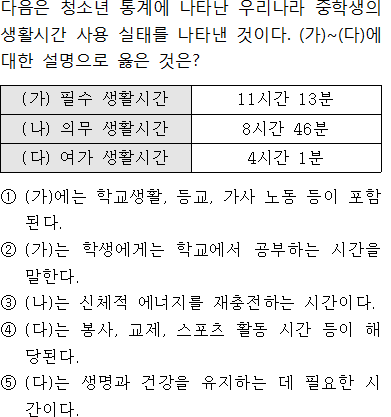 다음은 청소년 통계에 나타난 우리나라 중학생의
생활시간 사용 실태를 나타낸 것이다. (가)~(다)에
대한 설명으로 옳은 것은?
(가) 필수 생활시간 11시간 13분
(나) 의무 생활시간 8시간 46분
(다) 여가 생활시간 4시간 1분
① (가)에는 학교생활, 등교, 가사 노동 등이 포함
된다.
② (가)는 학생에게는 학교에서 공부하는 시간을
말한다.
③ (나)는 신체적 에너지를 재충전하는 시간이다.
④ (다)는 봉사, 교제, 스포츠 활동 시간 등이 해
당된다.
⑤ (다)는 생명과 건강을 유지하는 데 필요한 시
간이다.